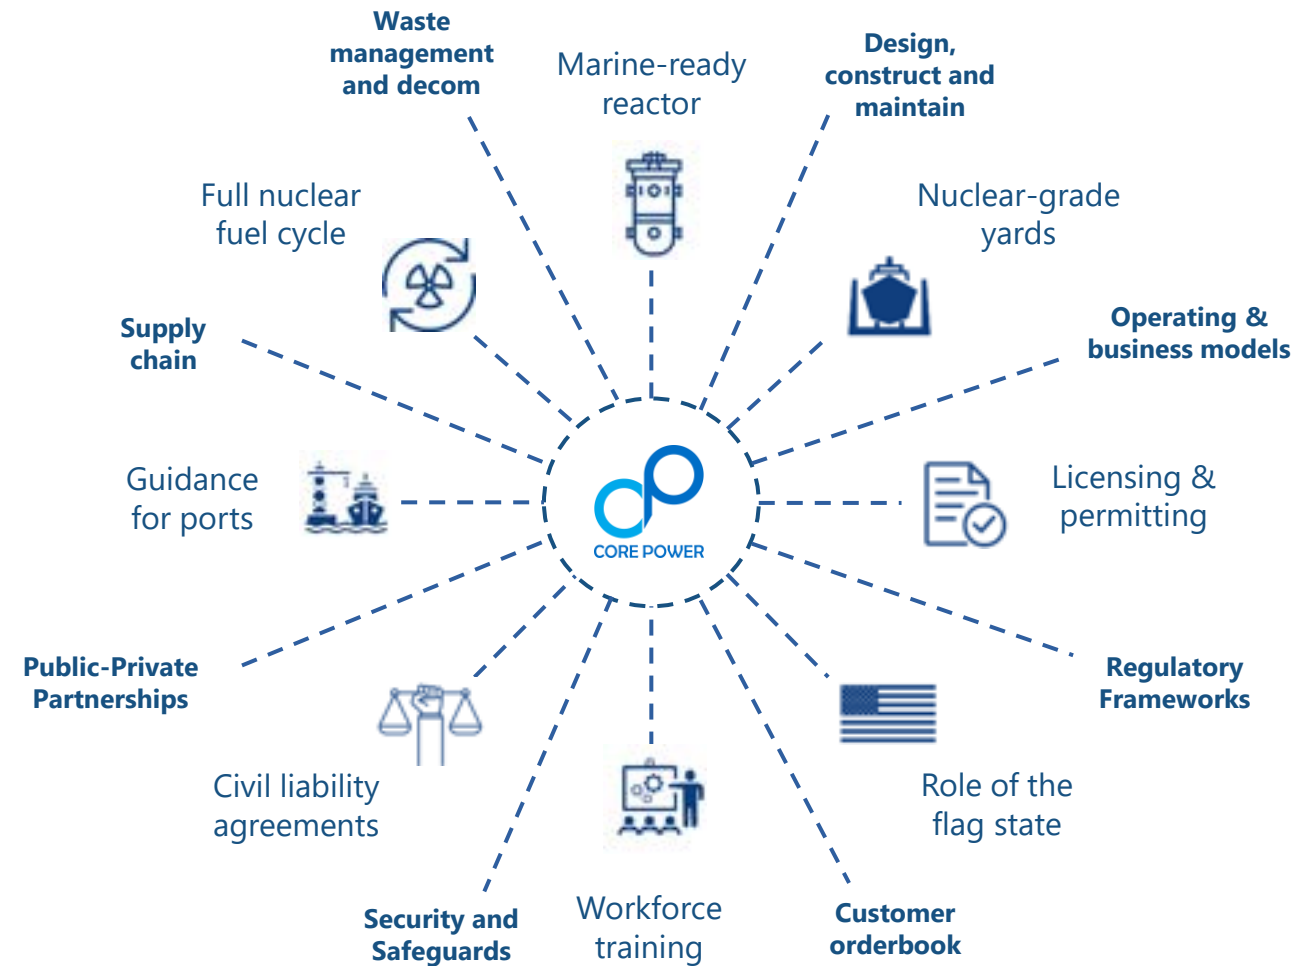 Waste
management
and decom
Marine-ready
reactor
Design,
construct and
maintain
Full nuclear
fuel cycle
Nuclear-grade
yards
Supply
chain
Operating &
business models
Guidance
for ports
CORE POWER
Licensing &
permitting
Public-Private
Partnerships
Regulatory
Frameworks
Civil liability
agreements
Role of the
flag state
Security and
Safeguards
Workforce
training
Customer
orderbook